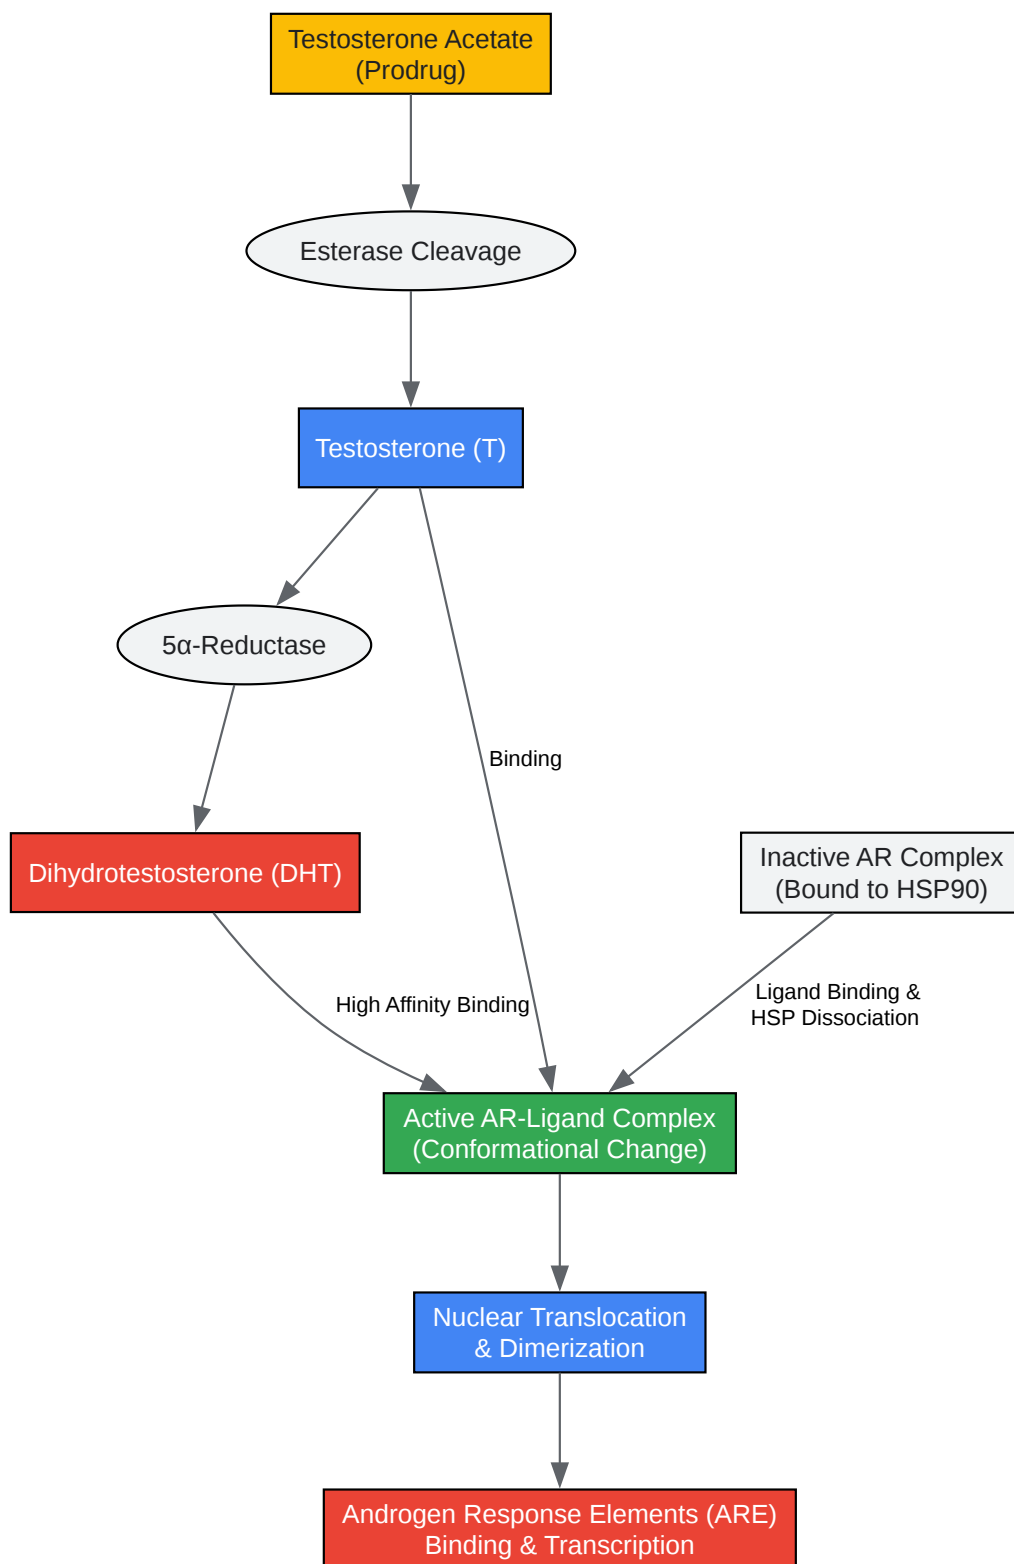 Testosterone Acetate
(Prodrug)
Esterase Cleavage
Testosterone (T)
5α-Reductase
Binding
Dihydrotestosterone (DHT)
Inactive AR Complex
(Bound to HSP90)
High Affinity Binding
Ligand Binding &
HSP Dissociation
Active AR-Ligand Complex
(Conformational Change)
Nuclear Translocation
& Dimerization
Androgen Response Elements (ARE)
Binding & Transcription